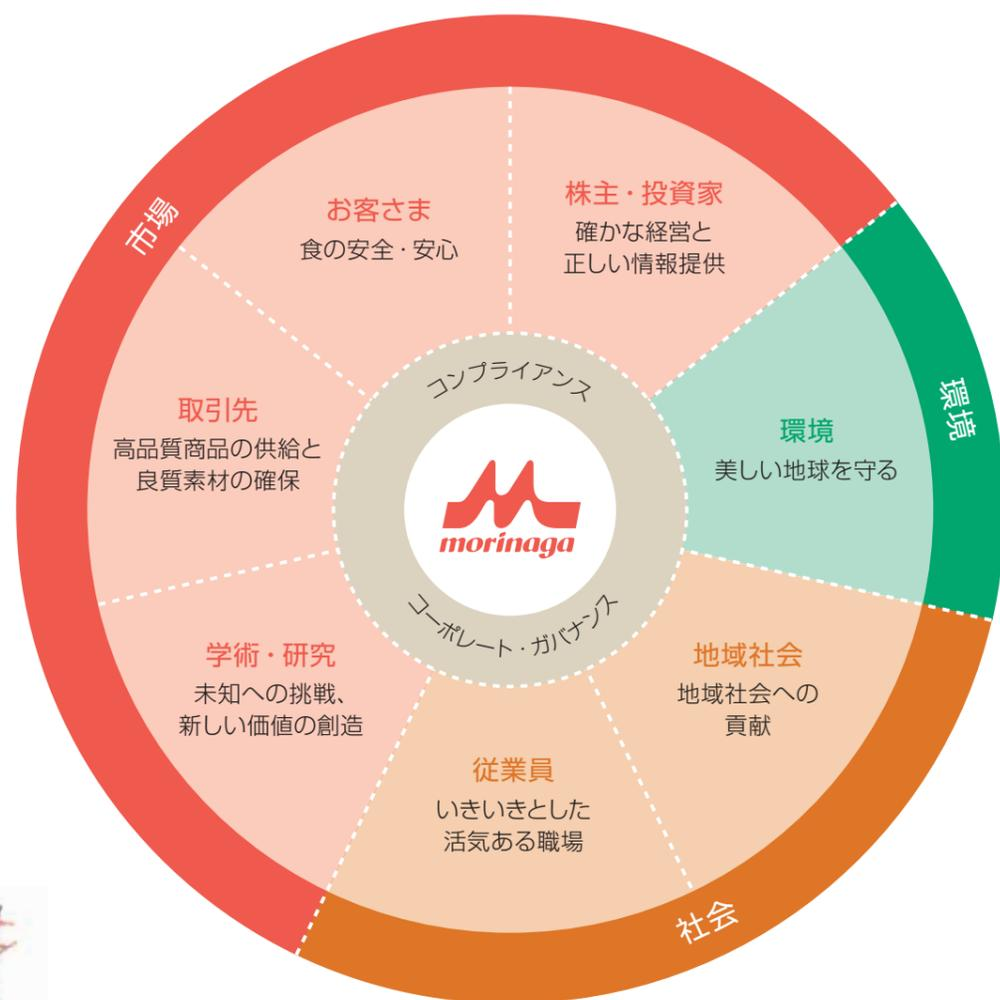 市場
お客さま
食の安全・安心
株主・投資家
確かな経営と
正しい情報提供
環境
環境
美しい地球を守る
取引先
高品質商品の供給と
良質素材の確保
コンプライアンス
morinaga
コーポレート・ガバナンス
学術・研究
未知への挑戦、
新しい価値の創造
地域社会
地域社会への
貢献
従業員
いきいきとした
活気ある職場
社会